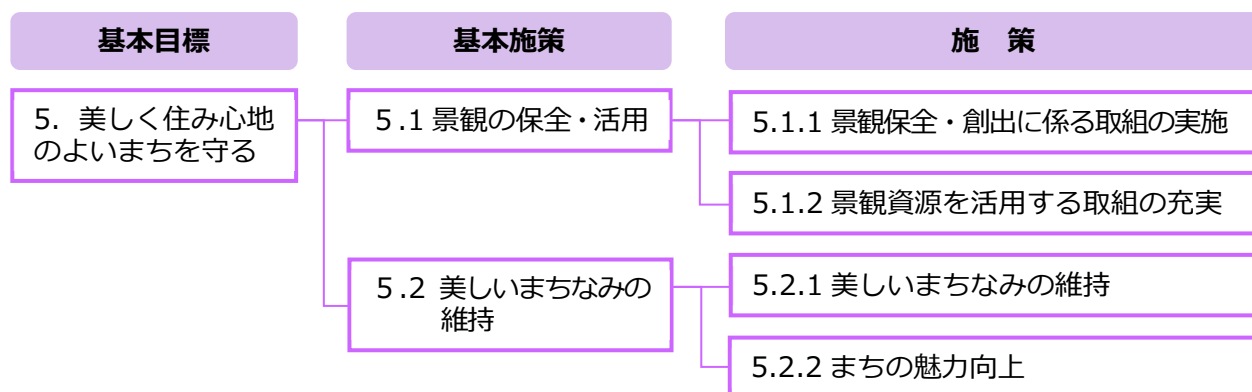 基本目標
基本施策
施　策
5. 美しく住み心地
のよいまちを守る
5.1 景観の保全・活用
5.1.1 景観保全・創出に係る取組の実施
5.1.2 景観資源を活用する取組の充実
5.2 美しいまちなみの
維持
5.2.1 美しいまちなみの維持
5.2.2 まちの魅力向上